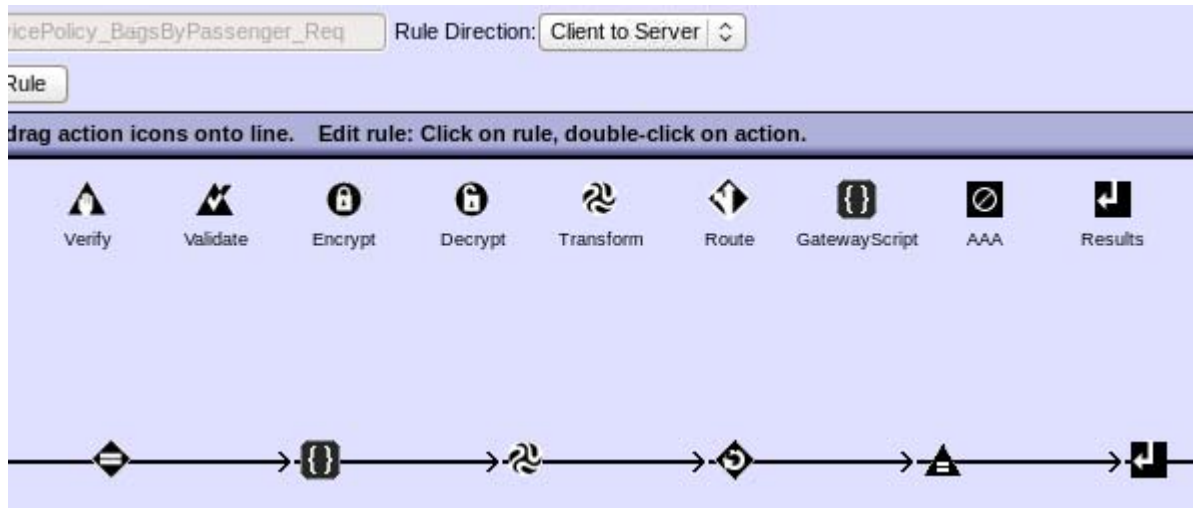 icePolicy_BagsByPassenger_Req Rule Direction: Client to Server
Rule
drag action icons onto line. Edit rule: Click on rule, double-click on action.
Verify Validate Encrypt Decrypt Transform Route GatewayScript AAA Results